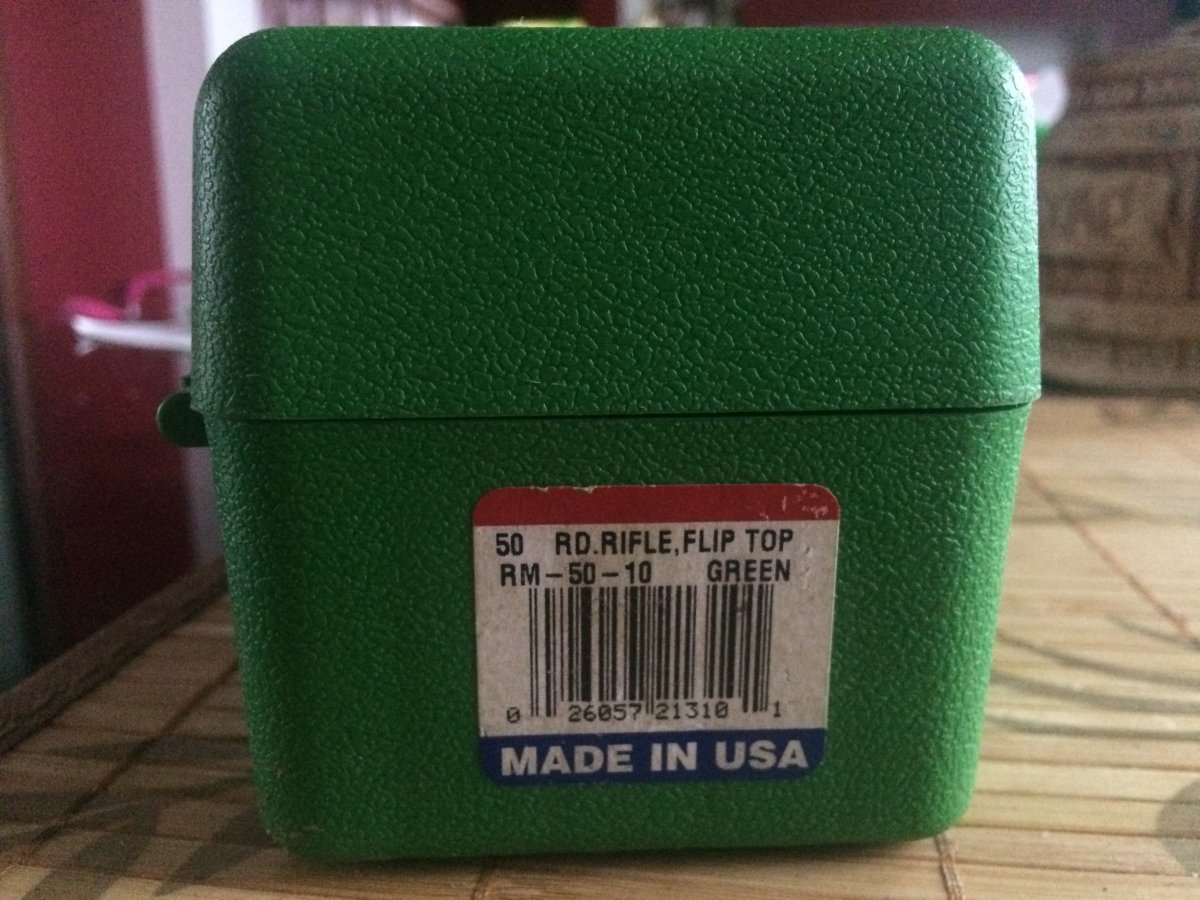 50 RD.RIFLE,FLIP TOP
RM-50-10 GREEN
0 26057 21310 1
MADE IN USA